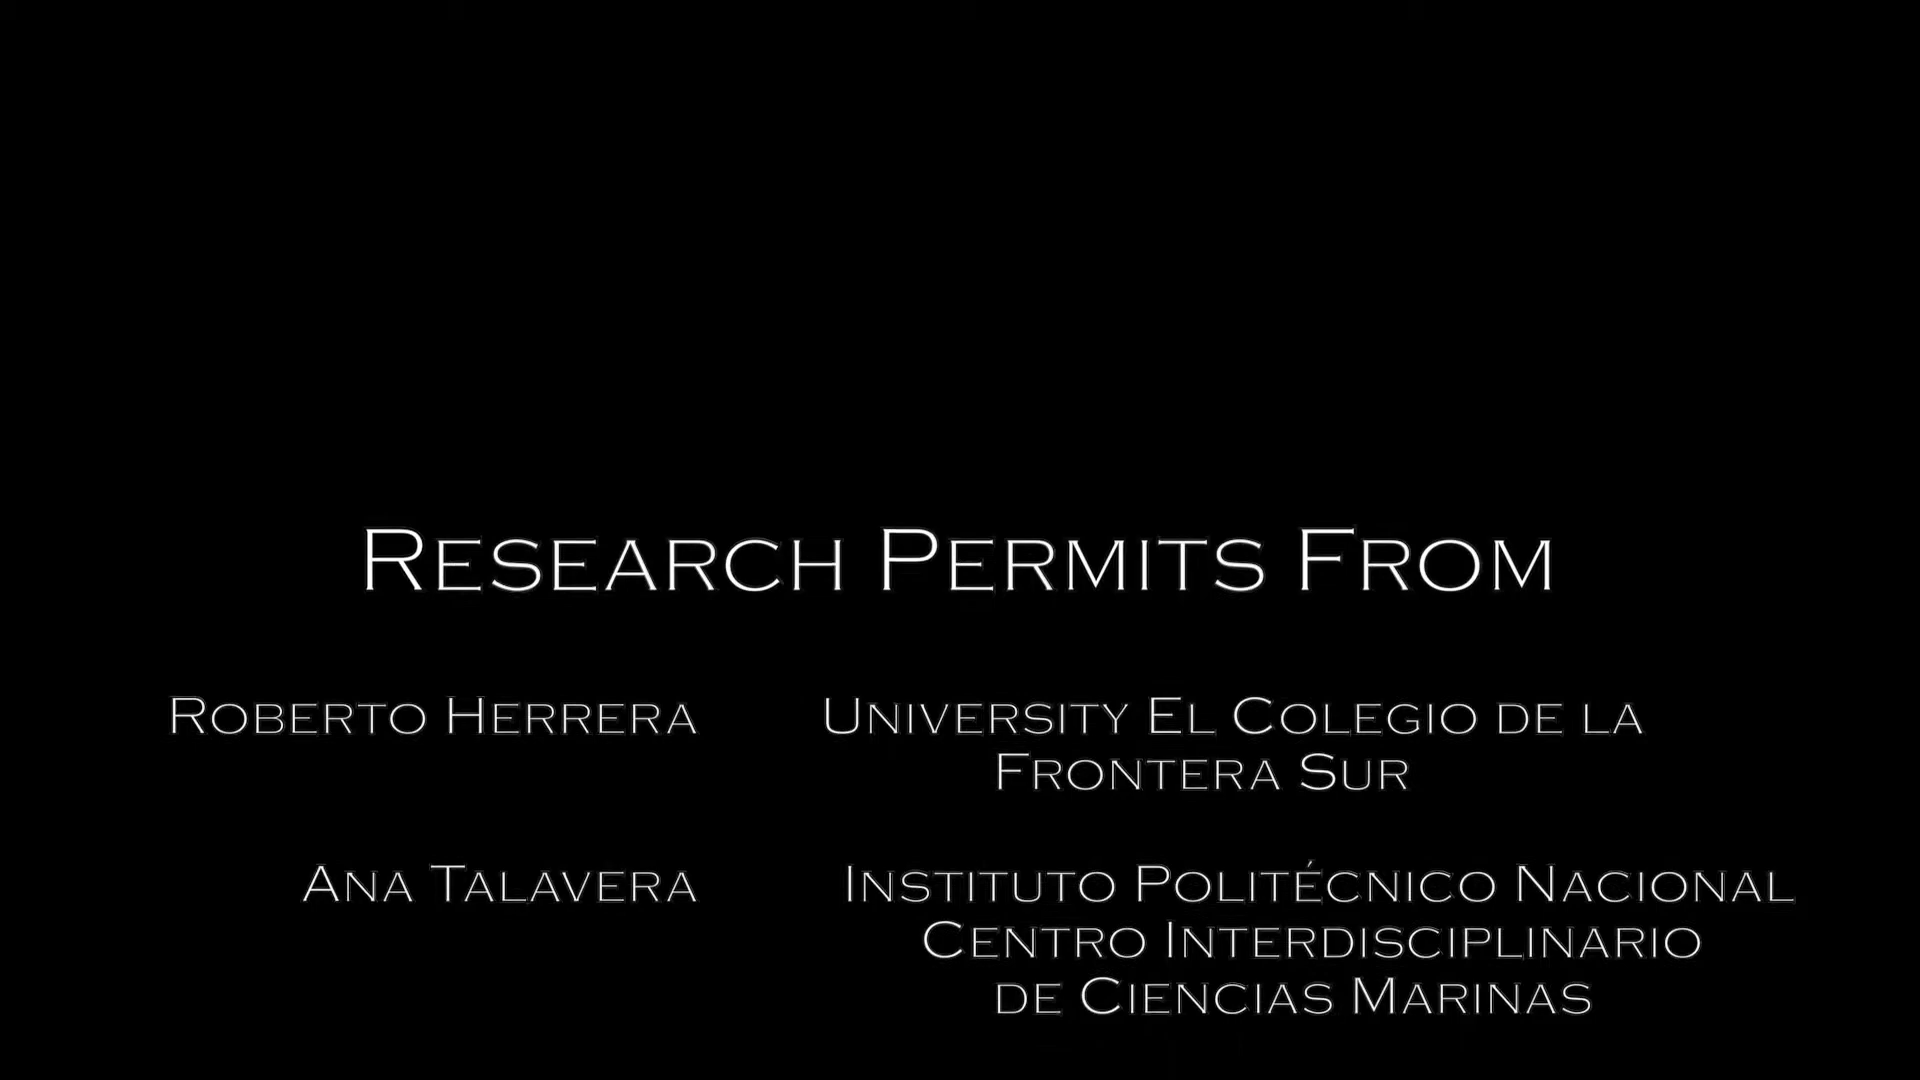 Research Permits From
Roberto Herrera University El Colegio de la
Frontera Sur
Ana Talavera Instituto Politécnico Nacional
Centro Interdisciplinario
de Ciencias Marinas